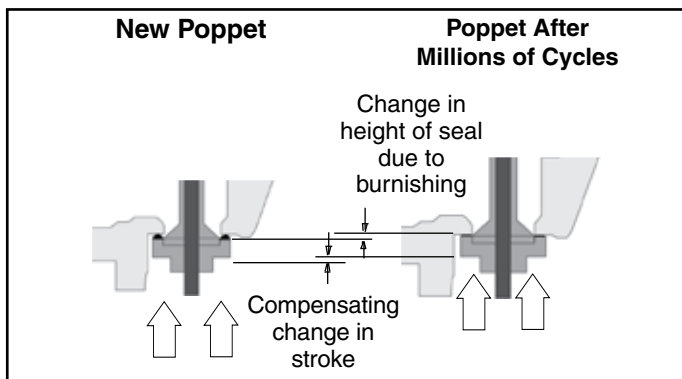 New Poppet
Poppet After
Millions of Cycles
Change in
height of seal
due to
burnishing
Compensating
change in
stroke